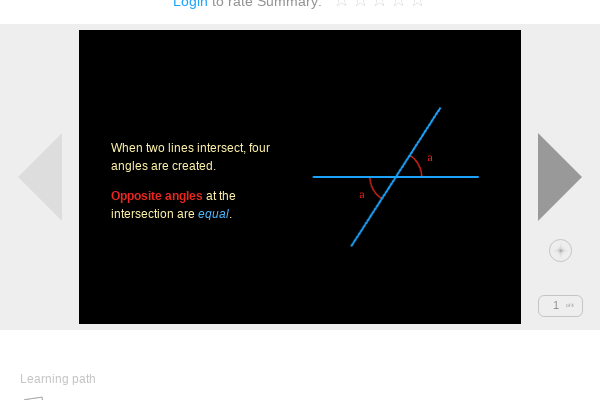 Login to rate Summary:
When two lines intersect, four
angles are created.
Opposite angles at the
intersection are equal.
a
a
1
Learning path